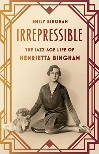 EMILY BINGHAM
IRREPRESSIBLE
THE JAZZ AGE LIFE OF
HENRIETTA BINGHAM